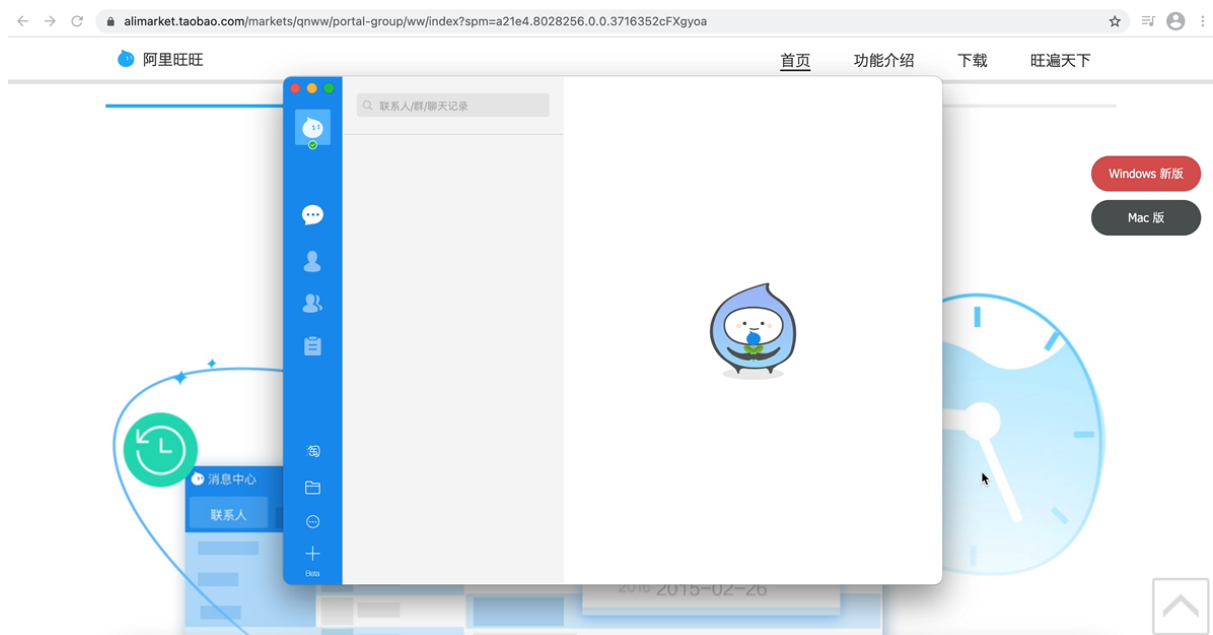 alimarket.taobao.com/markets/qnww/portal-group/ww/index?spm=a21e4.8028256.0.0.3716352cFXgyoa
阿里旺旺
首页
功能介绍
下载
旺遍天下
联系人/群/聊天记录
Windows 新版
Mac 版
消息中心
联系人
淘
Beta
2016 2015-02-26